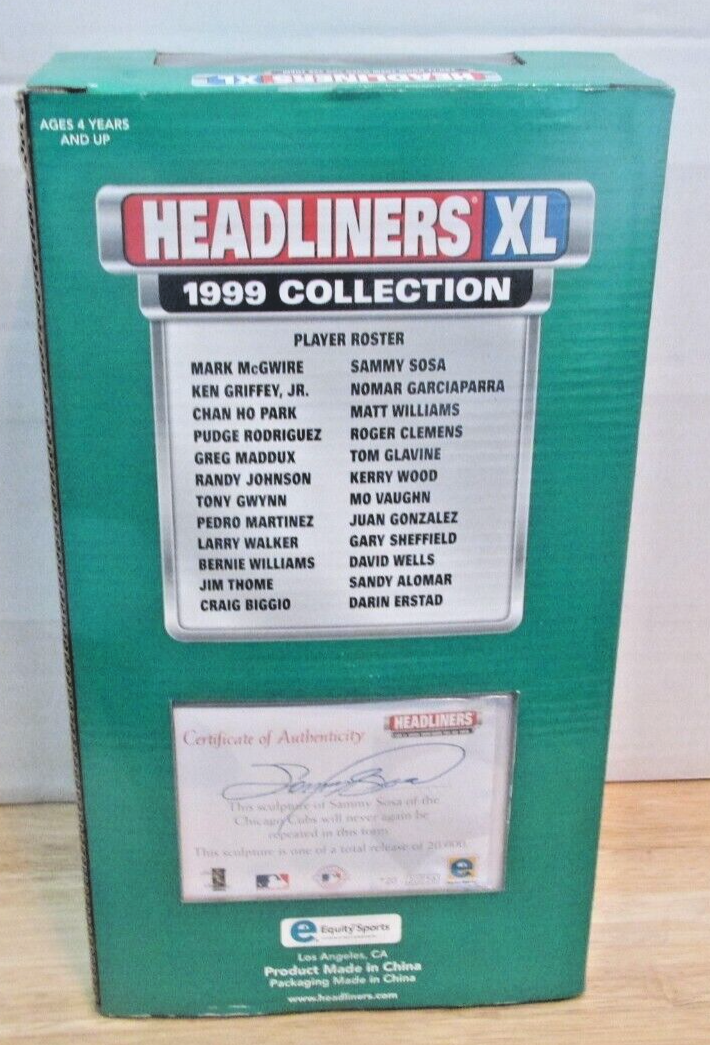 HEADLINERS XL
AGES 4 YEARS
AND UP
HEADLINERS® XL
1999 COLLECTION
PLAYER ROSTER
MARK McGWIRE
KEN GRIFFEY, JR.
CHAN HO PARK
PUDGE RODRIGUEZ
GREG MADDUX
RANDY JOHNSON
TONY GWYNN
PEDRO MARTINEZ
LARRY WALKER
BERNIE WILLIAMS
JIM THOME
CRAIG BIGGIO
SAMMY SOSA
NOMAR GARCIAPARRA
MATT WILLIAMS
ROGER CLEMENS
TOM GLAVINE
KERRY WOOD
MO VAUGHN
JUAN GONZALEZ
GARY SHEFFIELD
DAVID WELLS
SANDY ALOMAR
DARIN ERSTAD
HEADLINERS
Certificate of Authenticity
Sammy Sosa
This sculpture of Sammy Sosa of the
Chicago Cubs will never again be
repeated in this form.
This sculpture is one of a total release of 20,000.
e Equity Sports
Los Angeles, CA
Product Made in China
Packaging Made in China
www.headliners.com